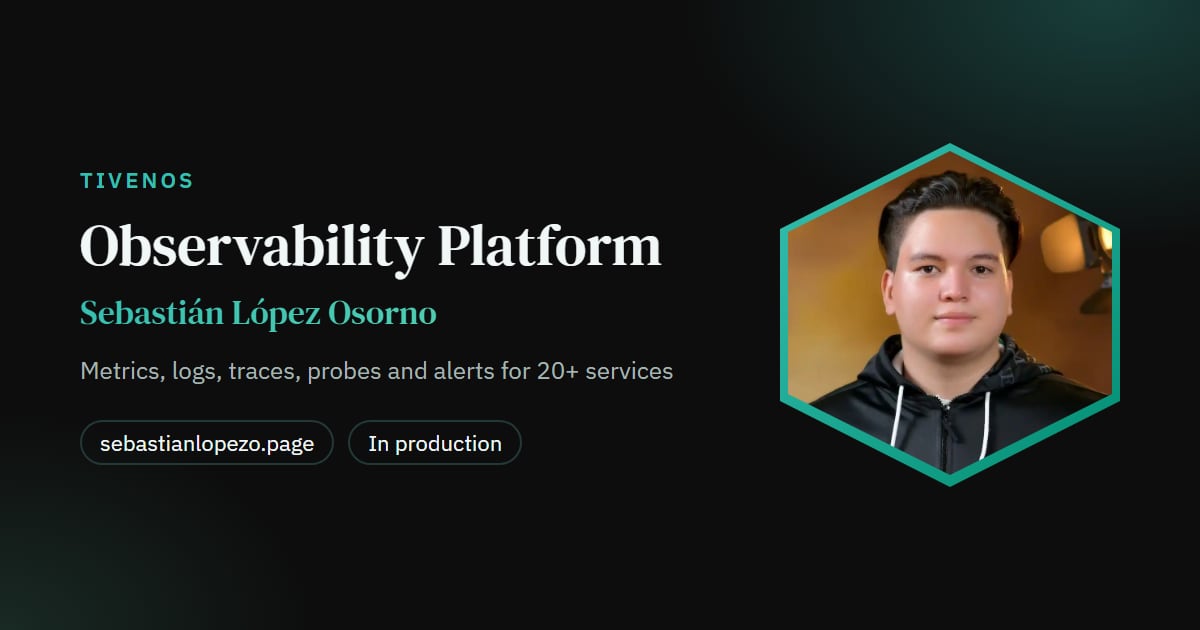 TIVENOS
Observability Platform
Sebastián López Osorno
Metrics, logs, traces, probes and alerts for 20+ services
sebastianlopezo.page
In production